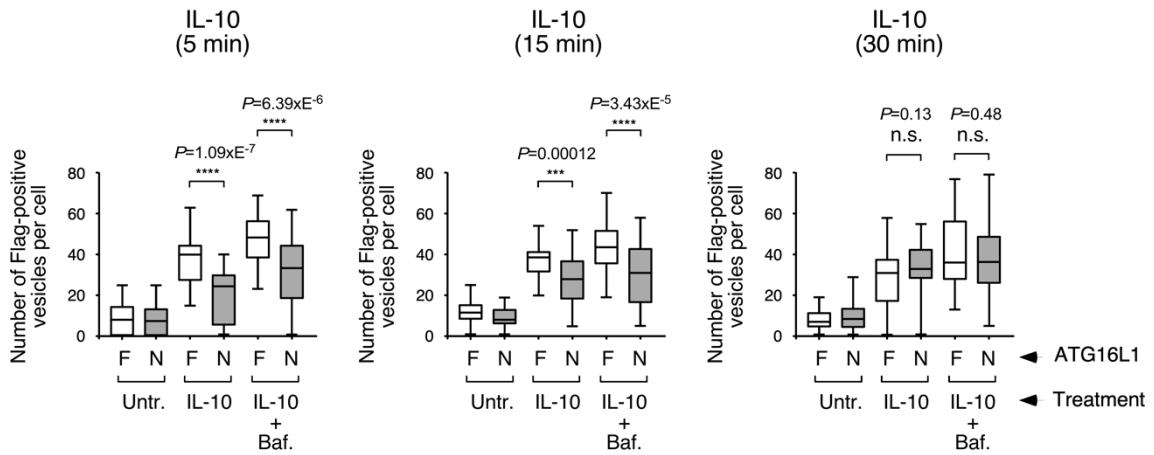 IL-10
(5 min)
P=6.39xE-6
****
P=1.09xE-7
****
Number of Flag-positive
vesicles per cell
80
60
40
20
0
F N F N F N
Untr. IL-10 IL-10
+
Baf.
IL-10
(15 min)
P=3.43xE-5
****
P=0.00012
***
Number of Flag-positive
vesicles per cell
80
60
40
20
0
F N F N F N
Untr. IL-10 IL-10
+
Baf.
IL-10
(30 min)
P=0.13 P=0.48
n.s. n.s.
Number of Flag-positive
vesicles per cell
80
60
40
20
0
F N F N F N
ATG16L1
Untr. IL-10 IL-10
+
Baf.
Treatment